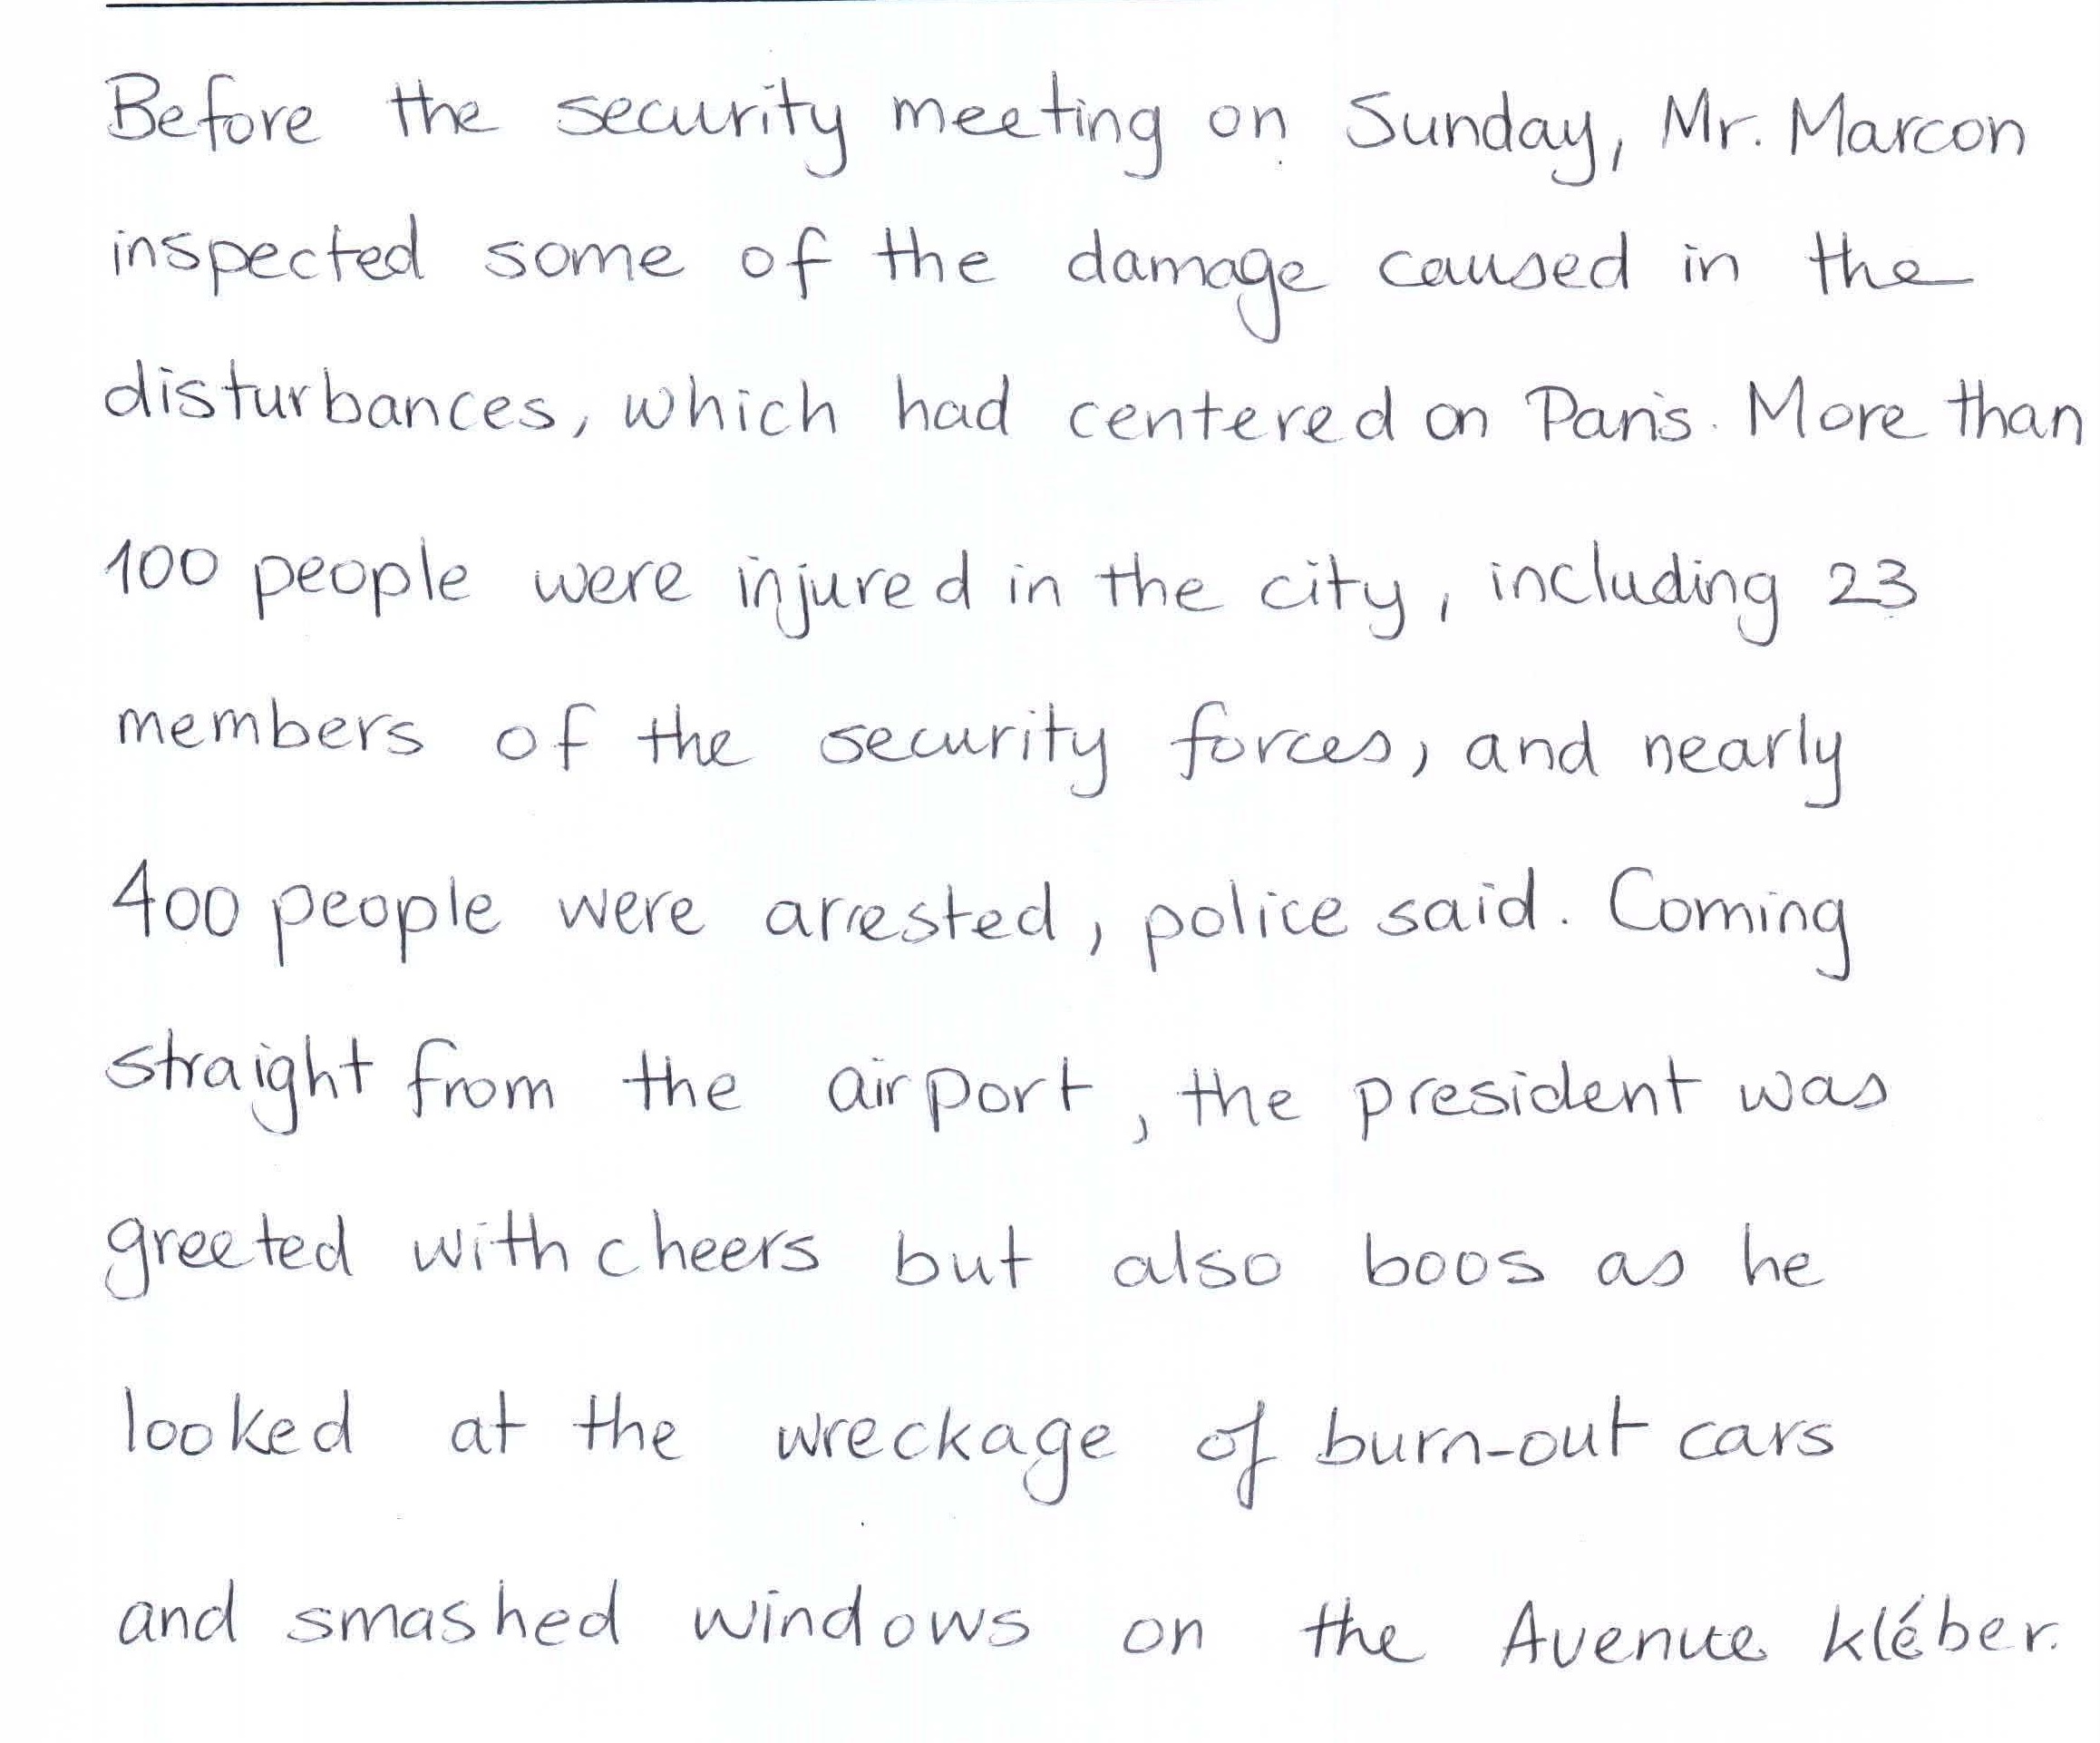 Before the security meeting on Sunday, Mr. Marcon
inspected some of the damage caused in the
disturbances, which had centered on Paris. More than
100 people were injured in the city, including 23
members of the security forces, and nearly
400 people were arrested, police said. Coming
straight from the airport, the president was
greeted with cheers but also boos as he
looked at the wreckage of burn-out cars
and smashed windows on the Avenue Kléber.